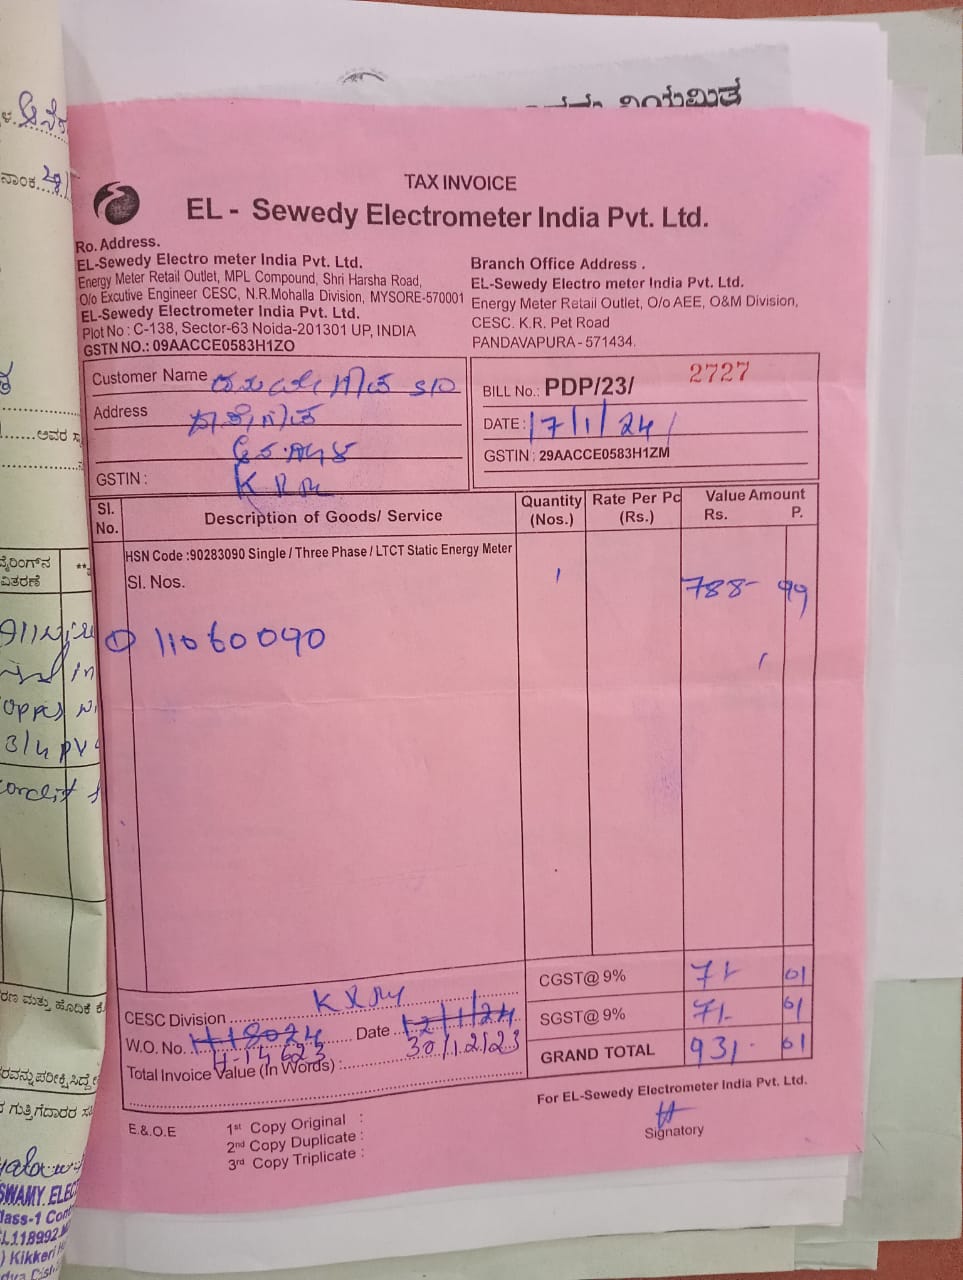 ನಿಯಮಿತ
TAX INVOICE
EL - Sewedy Electrometer India Pvt. Ltd.
Ro. Address.
EL-Sewedy Electro meter India Pvt. Ltd.
Energy Meter Retail Outlet, MPL Compound, Shri Harsha Road,
O/o Excutive Engineer CESC, N.R.Mohalla Division, MYSORE-570001
EL-Sewedy Electrometer India Pvt. Ltd.
Plot No : C-138, Sector-63 Noida-201301 UP, INDIA
GSTN NO.: 09AACCE0583H1ZO
Branch Office Address .
EL-Sewedy Electro meter India Pvt. Ltd.
Energy Meter Retail Outlet, O/o AEE, O&M Division,
CESC. K.R. Pet Road
PANDAVAPURA - 571434.
Customer Name S/O
Address
GSTIN : K R M
BILL No.: PDP/23/ 2727
DATE : 17/1/24
GSTIN : 29AACCE0583H1ZM
Sl. No. Description of Goods/ Service Quantity (Nos.) Rate Per Pc (Rs.) Value Amount Rs. P.
HSN Code :90283090 Single / Three Phase / LTCT Static Energy Meter
Sl. Nos. 1 788- 99
11060090
CGST@ 9% 71- 01
SGST@ 9% 71- 01
GRAND TOTAL 931- 01
CESC Division K R M
W.O. No. H-14623 Date 30/12/23
Total Invoice Value (In Words) :
For EL-Sewedy Electrometer India Pvt. Ltd.
Signatory
E.&.O.E
1st Copy Original :
2nd Copy Duplicate :
3rd Copy Triplicate :